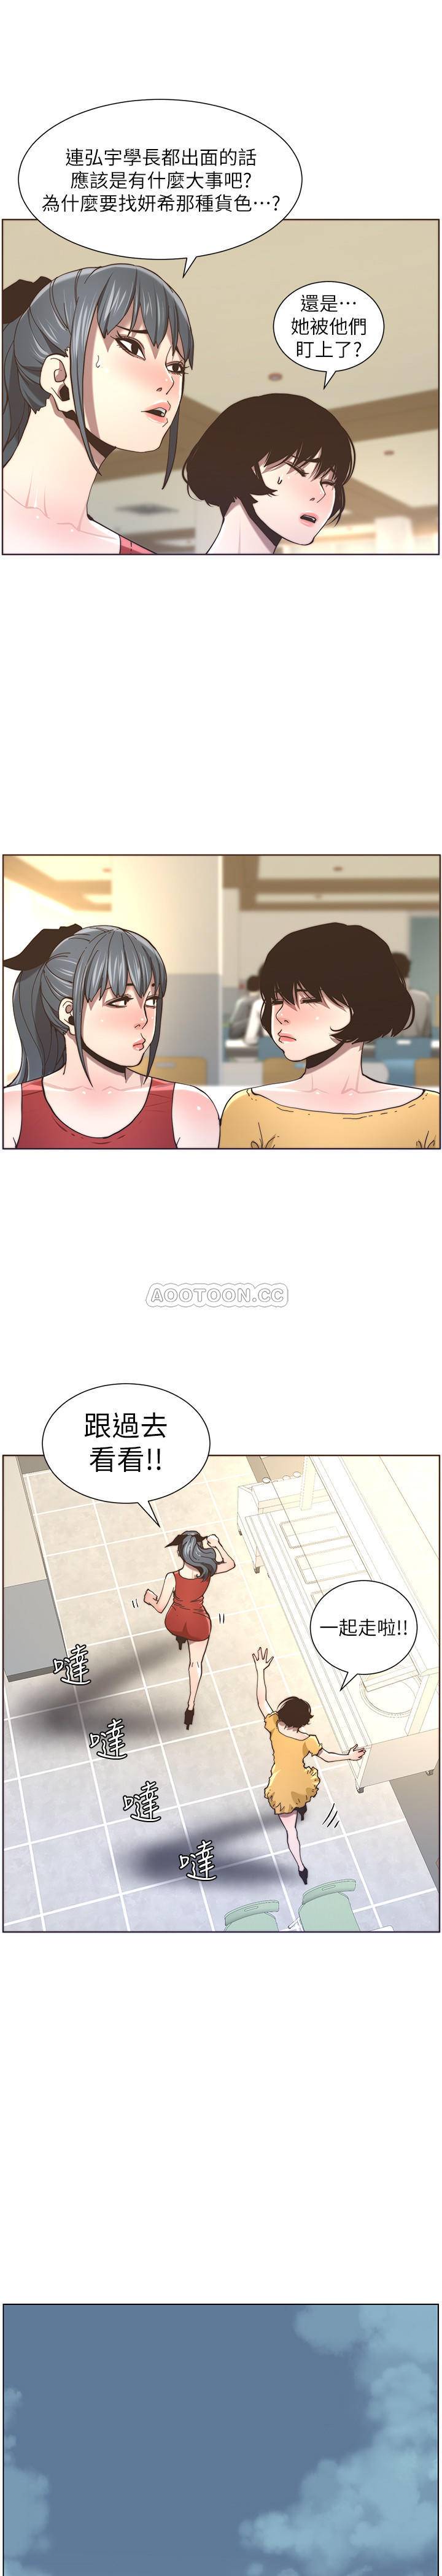 連弘宇學長都出面的話
應該是有什麼大事吧?
為什麼要找妍希那種貨色…?
還是…
她被他們
盯上了?
AOOTOON.CC
跟過去
看看!!
一起走啦!!
噠
噠
噠
噠